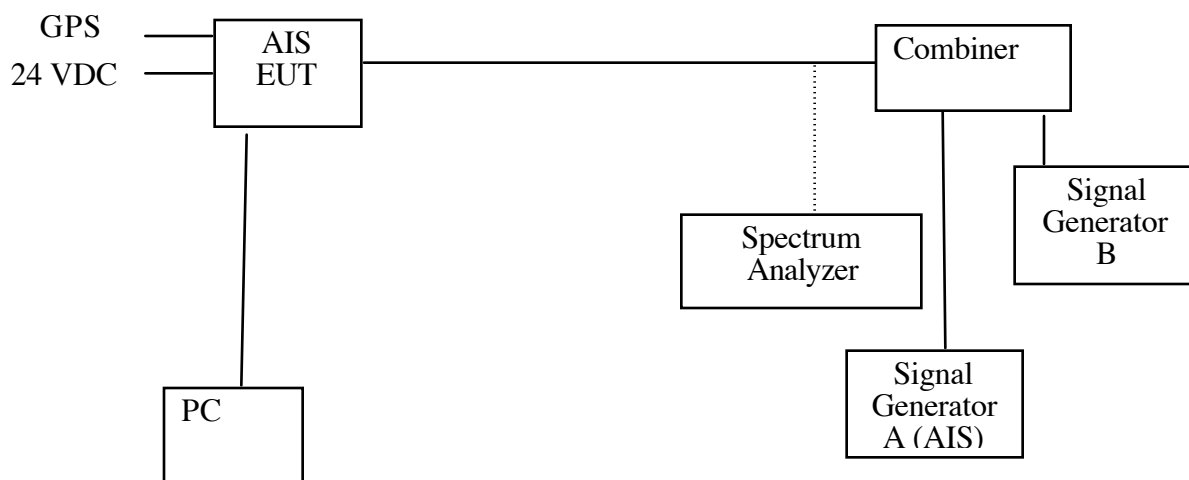 GPS
24 VDC
AIS
EUT
Combiner
Signal
Generator
B
Spectrum
Analyzer
Signal
Generator
A (AIS)
PC